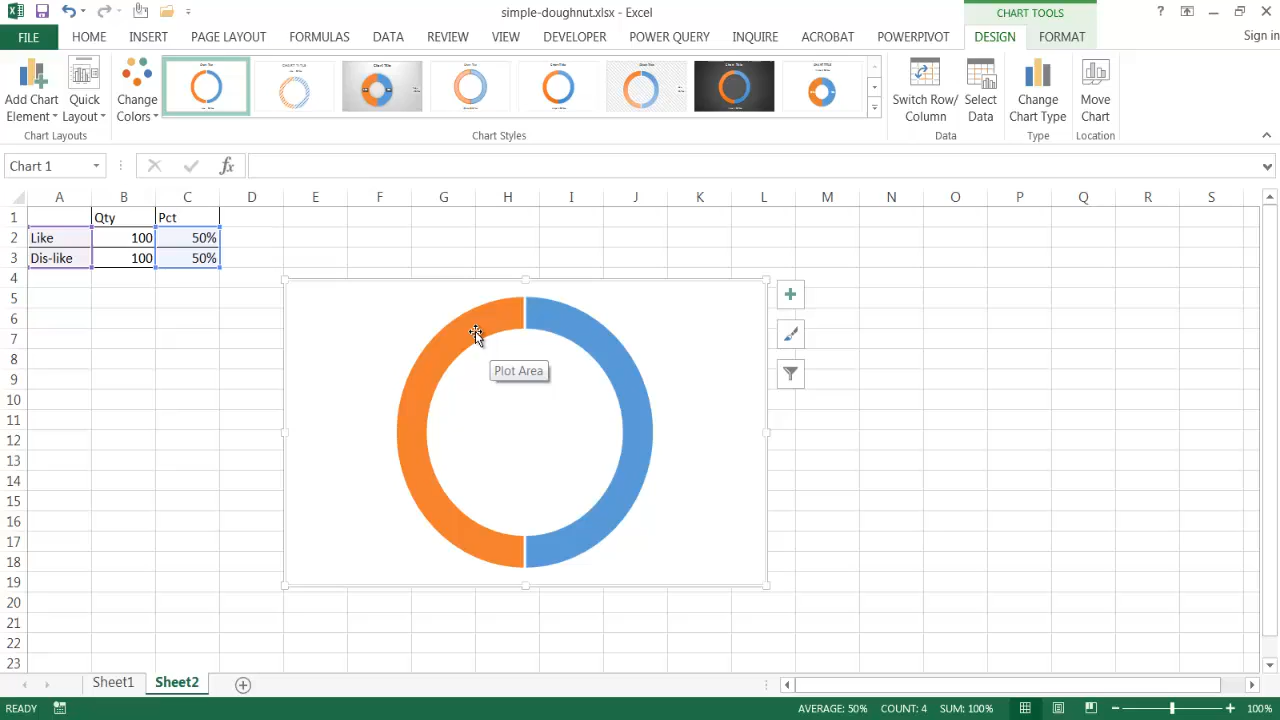 simple-doughnut.xlsx - Excel
CHART TOOLS
?
FILE HOME INSERT PAGE LAYOUT FORMULAS DATA REVIEW VIEW DEVELOPER POWER QUERY INQUIRE ACROBAT POWERPIVOT DESIGN FORMAT Sign in
Add Chart Element
Quick Layout
Change Colors
Switch Row/ Column
Select Data
Change Chart Type
Move Chart
Chart Layouts Chart Styles Data Type Location
Chart 1 fx
A B C D E F G H I J K L M N O P Q R S
1 Qty Pct
2 Like 100 50%
3 Dis-like 100 50%
4
5
6
7
8
9
10
11
12
13
14
15
16
17
18
19
20
21
22
23
Plot Area
Sheet1 Sheet2
READY AVERAGE: 50% COUNT: 4 SUM: 100% 100%